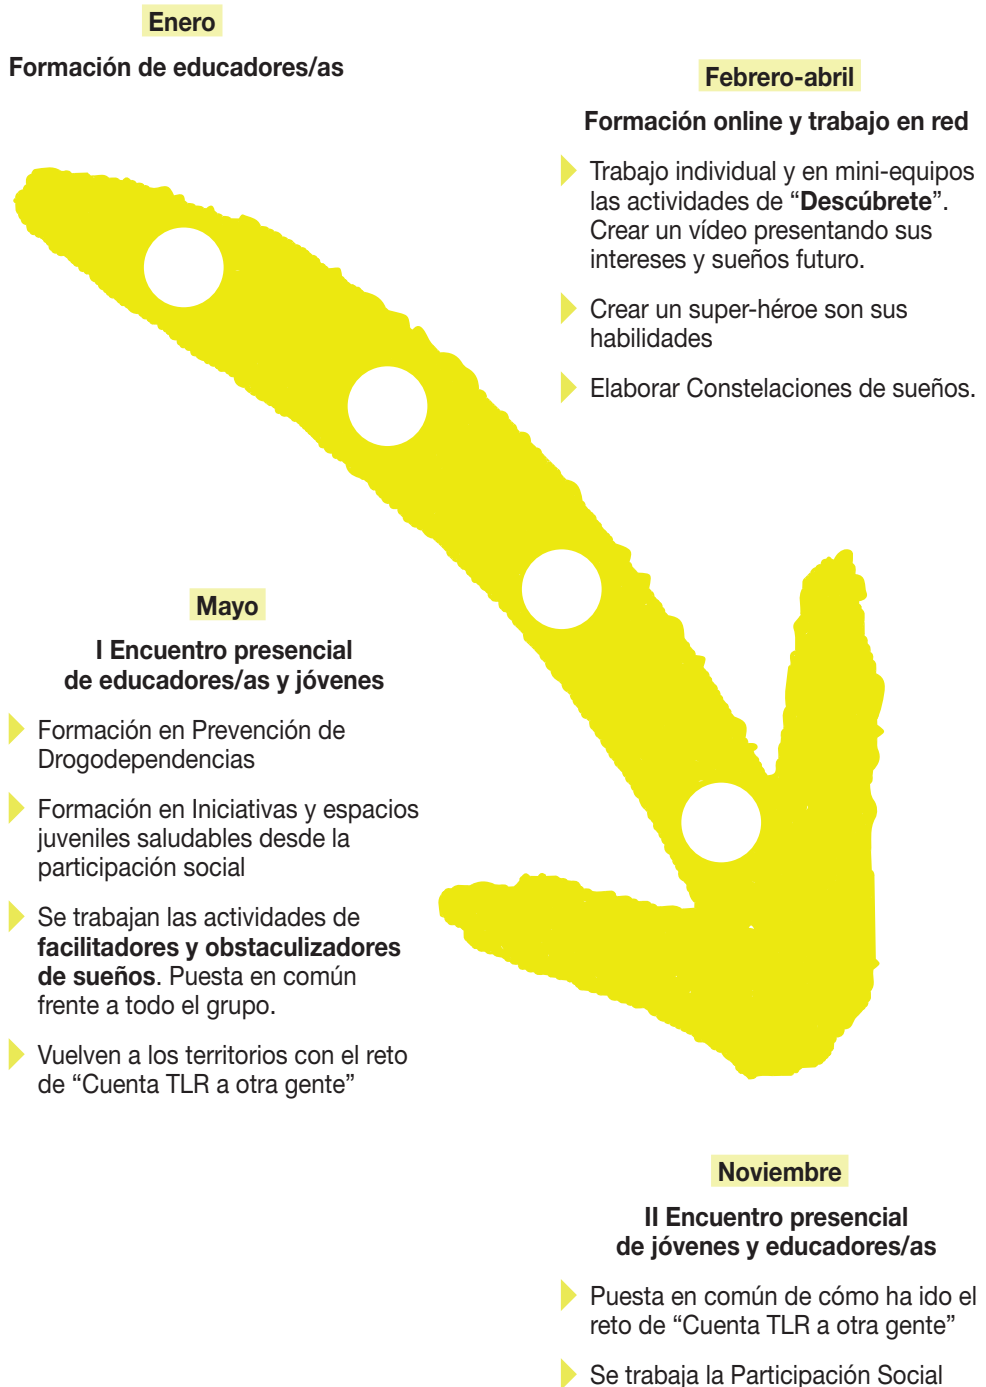 Enero
Formación de educadores/as
Febrero-abril
Formación online y trabajo en red
Trabajo individual y en mini-equipos
las actividades de “Descúbrete”.
Crear un vídeo presentando sus
intereses y sueños futuro.
Crear un super-héroe son sus
habilidades
Elaborar Constelaciones de sueños.
Mayo
I Encuentro presencial
de educadores/as y jóvenes
Formación en Prevención de
Drogodependencias
Formación en Iniciativas y espacios
juveniles saludables desde la
participación social
Se trabajan las actividades de
facilitadores y obstaculizadores
de sueños. Puesta en común
frente a todo el grupo.
Vuelven a los territorios con el reto
de “Cuenta TLR a otra gente”
Noviembre
II Encuentro presencial
de jóvenes y educadores/as
Puesta en común de cómo ha ido el
reto de “Cuenta TLR a otra gente”
Se trabaja la Participación Social